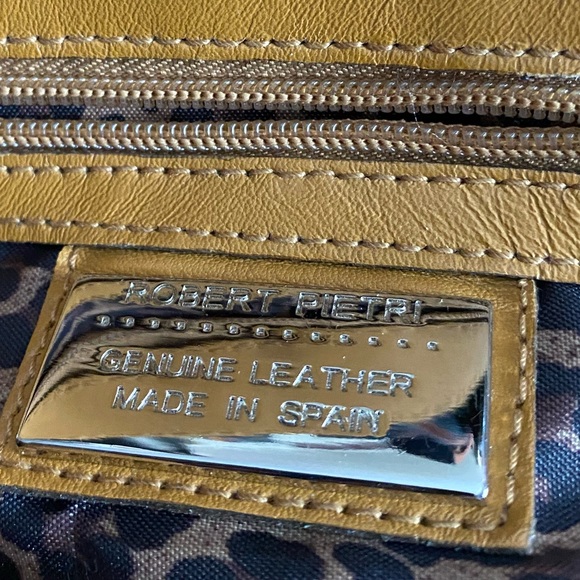 ROBERT PIETRI
GENUINE LEATHER
MADE IN SPAIN